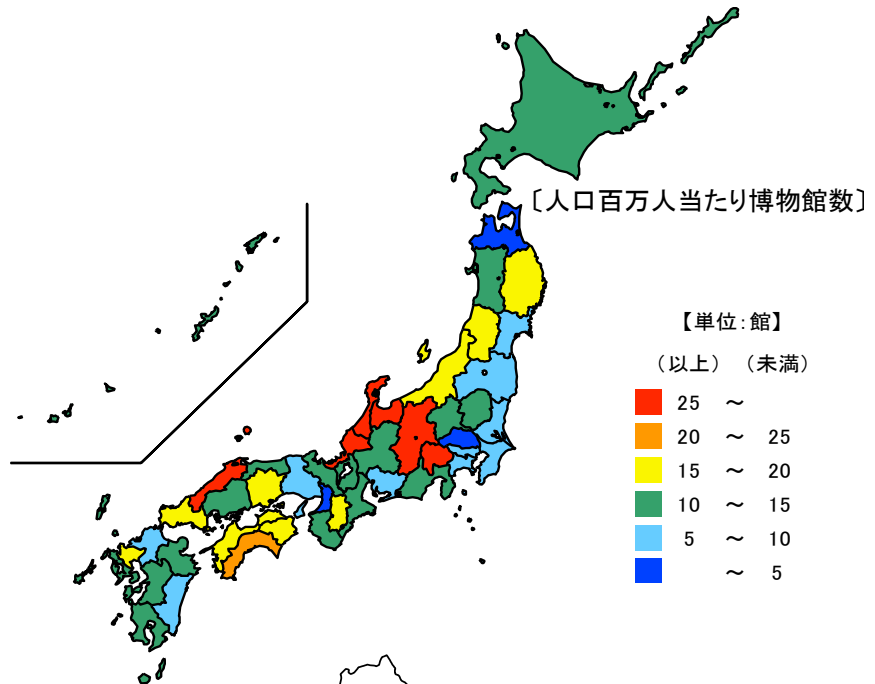 〔人口百万人当たり博物館数〕
【単位:館】
(以上) (未満)
25 ~
20 ~ 25
15 ~ 20
10 ~ 15
5 ~ 10
~ 5